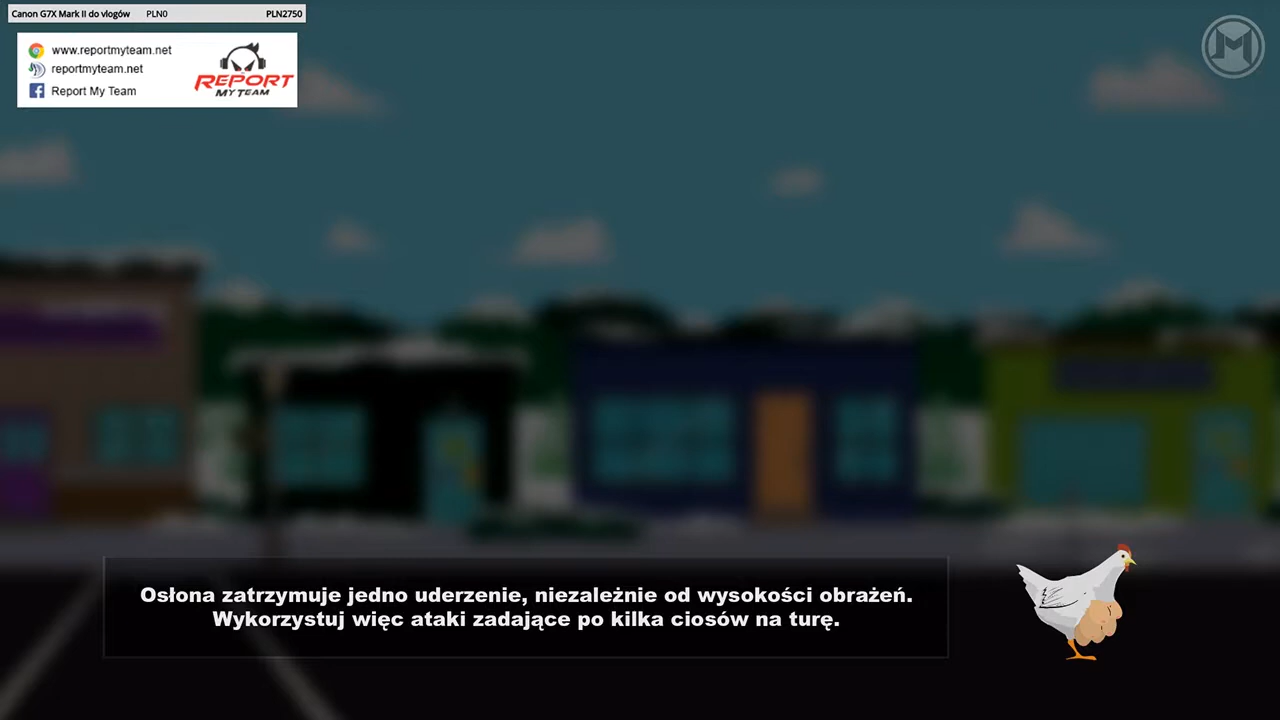 Canon G7X Mark II do vlogów PLN0 PLN2750
www.reportmyteam.net
reportmyteam.net
Report My Team
REPORT
MY TEAM
Osłona zatrzymuje jedno uderzenie, niezależnie od wysokości obrażeń.
Wykorzystuj więc ataki zadające po kilka ciosów na turę.